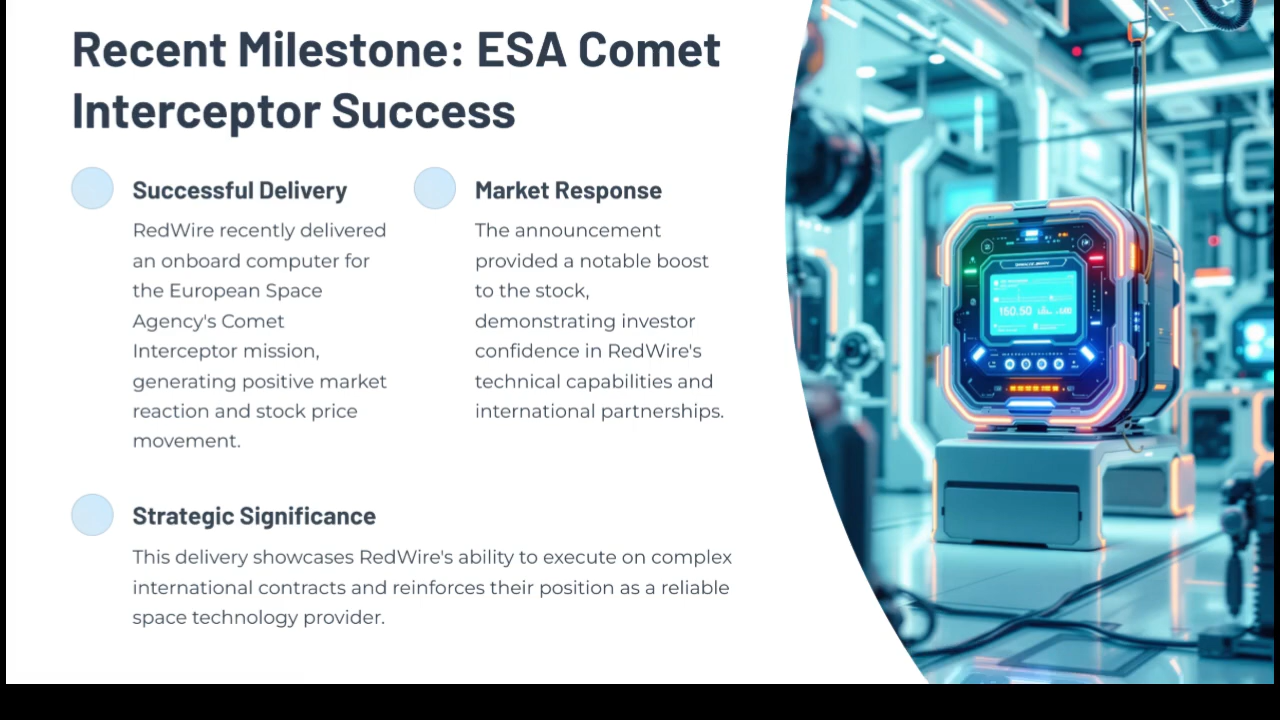 Recent Milestone: ESA Comet
Interceptor Success
Successful Delivery
RedWire recently delivered
an onboard computer for
the European Space
Agency's Comet
Interceptor mission,
generating positive market
reaction and stock price
movement.
Market Response
The announcement
provided a notable boost
to the stock,
demonstrating investor
confidence in RedWire's
technical capabilities and
international partnerships.
Strategic Significance
This delivery showcases RedWire's ability to execute on complex
international contracts and reinforces their position as a reliable
space technology provider.
160.50